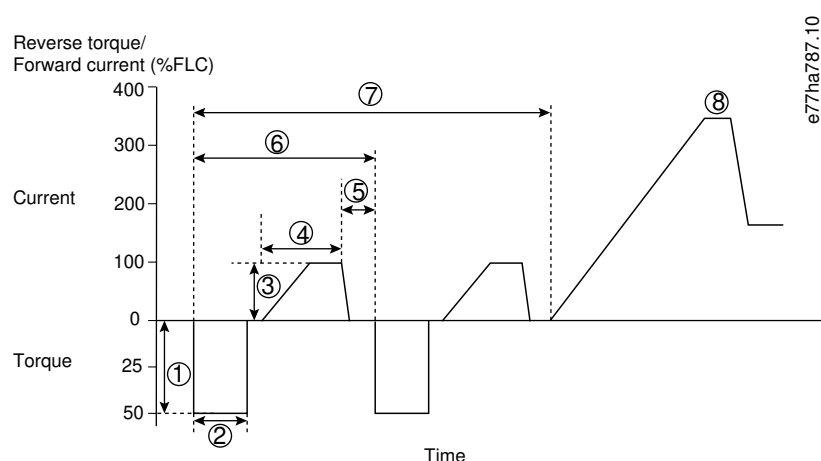 Reverse torque/
Forward current (%FLC)
e77ha787.10
400
300
Current
200
100
0
Torque
25
50
Time
⑦
⑧
⑥
⑤
④
③
①
②